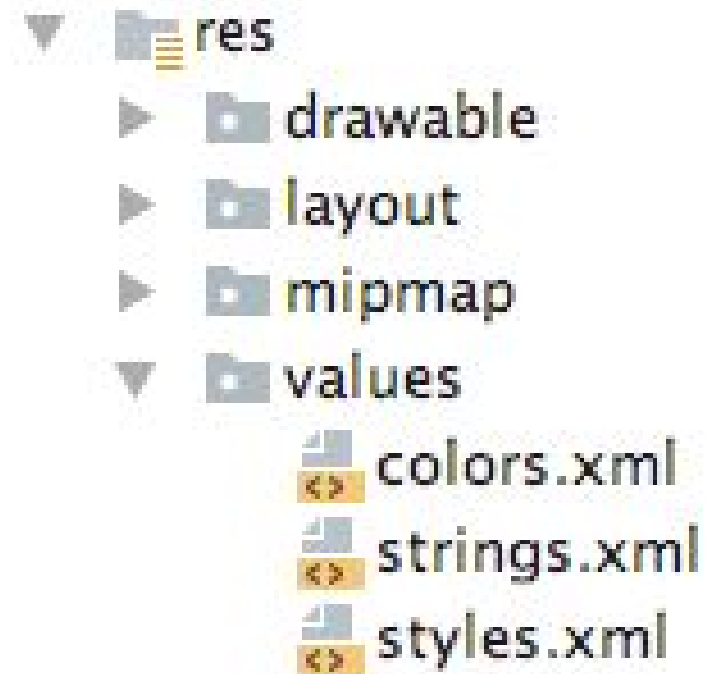 res
drawable
layout
mipmap
values
colors.xml
strings.xml
styles.xml